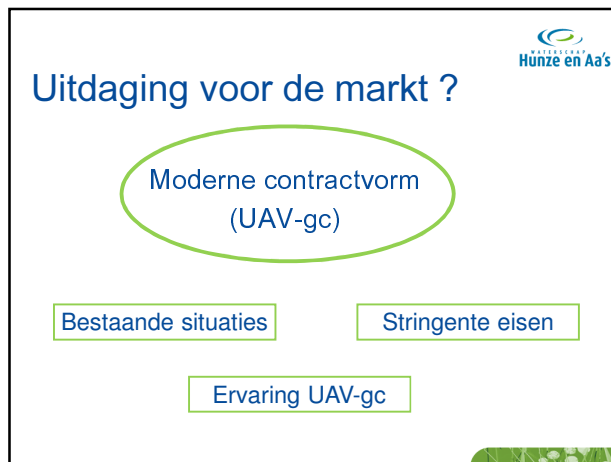 WATERSCHAP
Hunze en Aa's
Uitdaging voor de markt ?
Moderne contractvorm
(UAV-gc)
Bestaande situaties
Stringente eisen
Ervaring UAV-gc